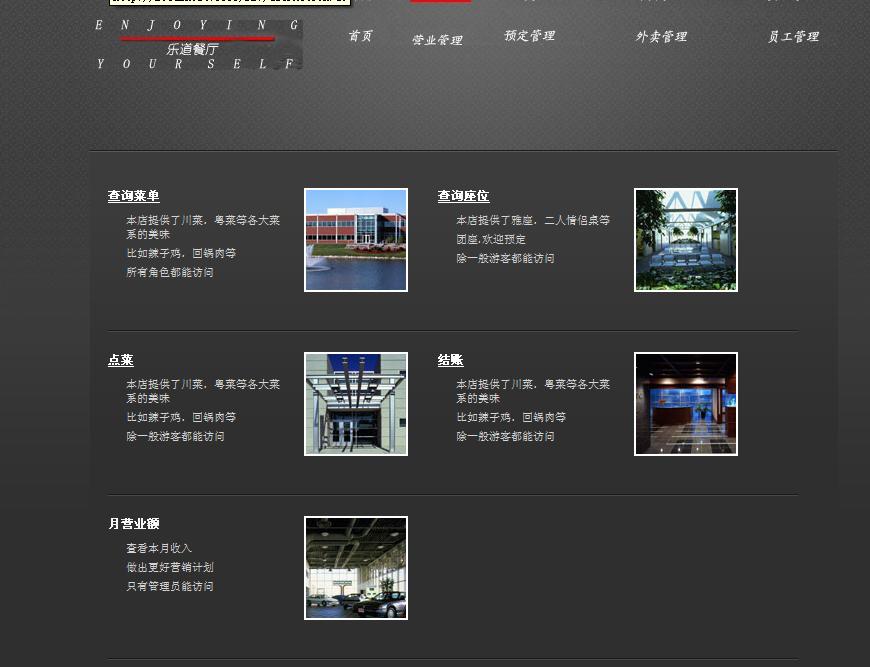 E N J O Y I N G
乐道餐厅
Y O U R S E L F
首页 营业管理 预定管理 外卖管理 员工管理
查询菜单
本店提供了川菜，粤菜等各大菜
系的美味
比如辣子鸡，回锅肉等
所有角色都能访问
查询座位
本店提供了雅座，二人情侣桌等
团座,欢迎预定
除一般游客都能访问
点菜
本店提供了川菜，粤菜等各大菜
系的美味
比如辣子鸡，回锅肉等
除一般游客都能访问
结账
本店提供了川菜，粤菜等各大菜
系的美味
比如辣子鸡，回锅肉等
除一般游客都能访问
月营业额
查看本月收入
做出更好营销计划
只有管理员能访问